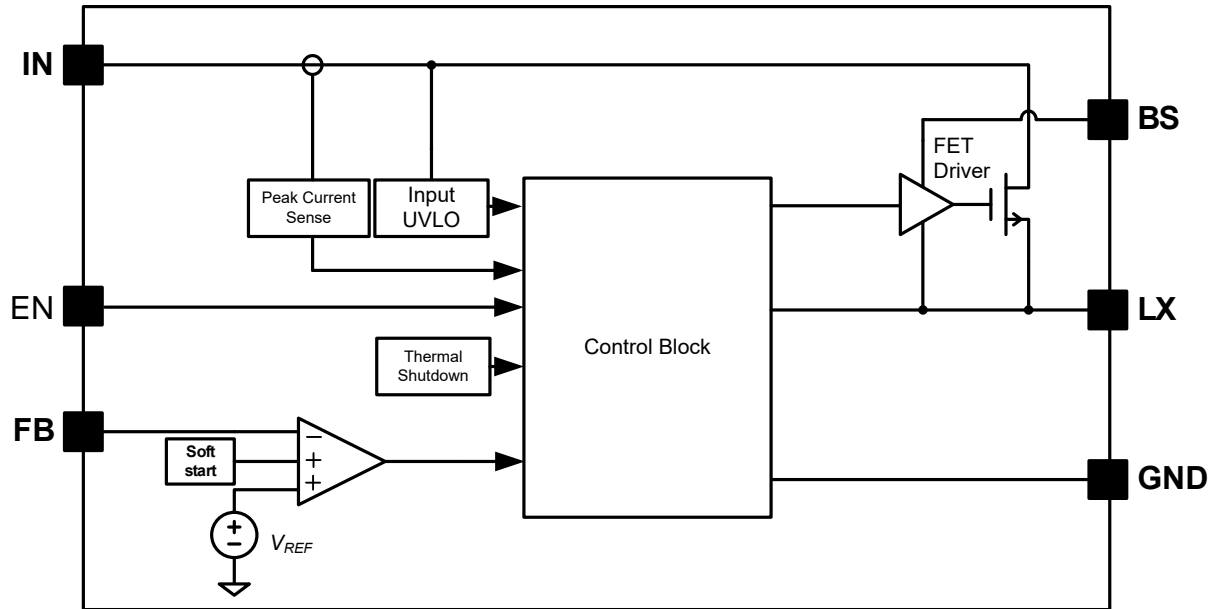 IN
BS
FET
Driver
Peak Current
Sense
Input
UVLO
EN
LX
Control Block
Thermal
Shutdown
FB
−
Soft
start
+
+
GND
+
−
VREF